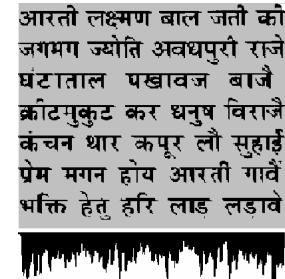 आरती लक्ष्मण बाल जती की
जगमग ज्योति अवधपुरी राजे
घंटाताल पखावज बाजै
क्रीटमुकुट कर धनुष विराजै
कंचन थार कपूर लौ सुहाई
प्रेम मगन होय आरती गावैं
भक्ति हेतु हरि लाड़ लड़ावे